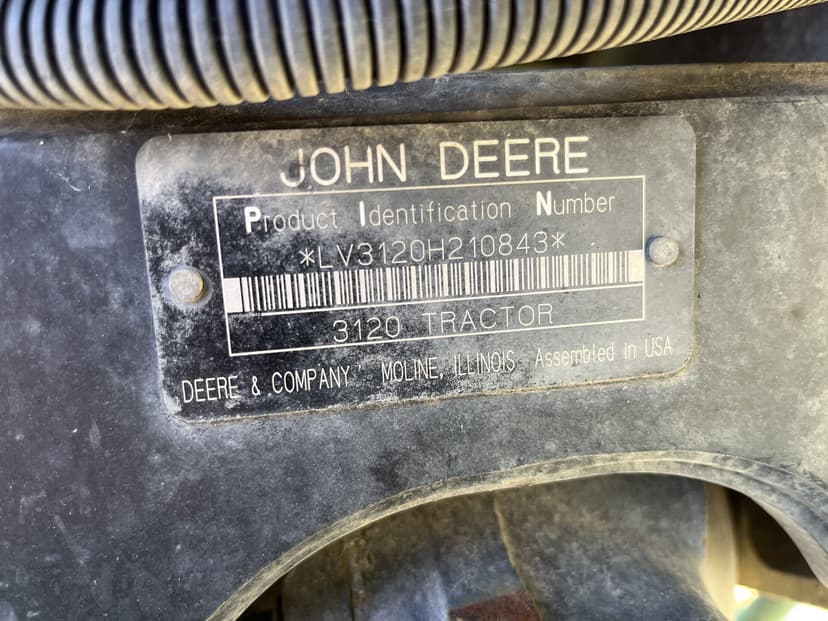 JOHN DEERE
Product Identification Number
*LV3120H210843*
3120 TRACTOR
DEERE & COMPANY MOLINE, ILLINOIS Assembled in USA